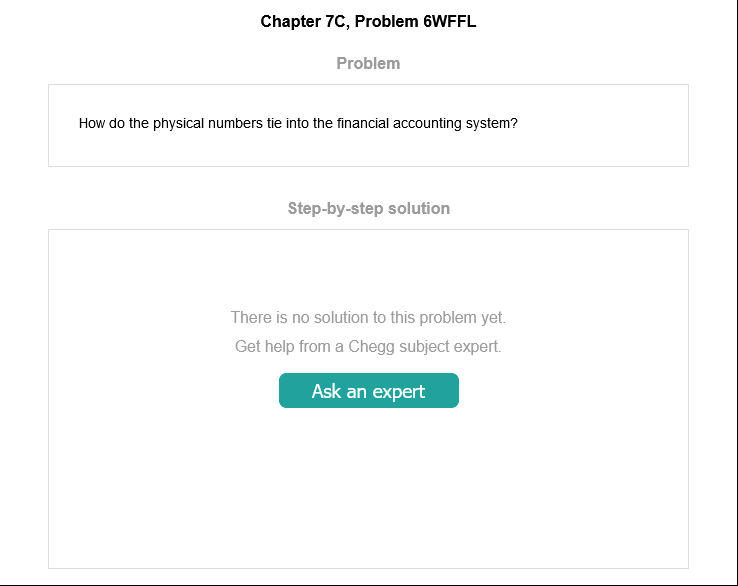 Chapter 7C, Problem 6WFFL
Problem
How do the physical numbers tie into the financial accounting system?
Step-by-step solution
There is no solution to this problem yet.
Get help from a Chegg subject expert.
Ask an expert